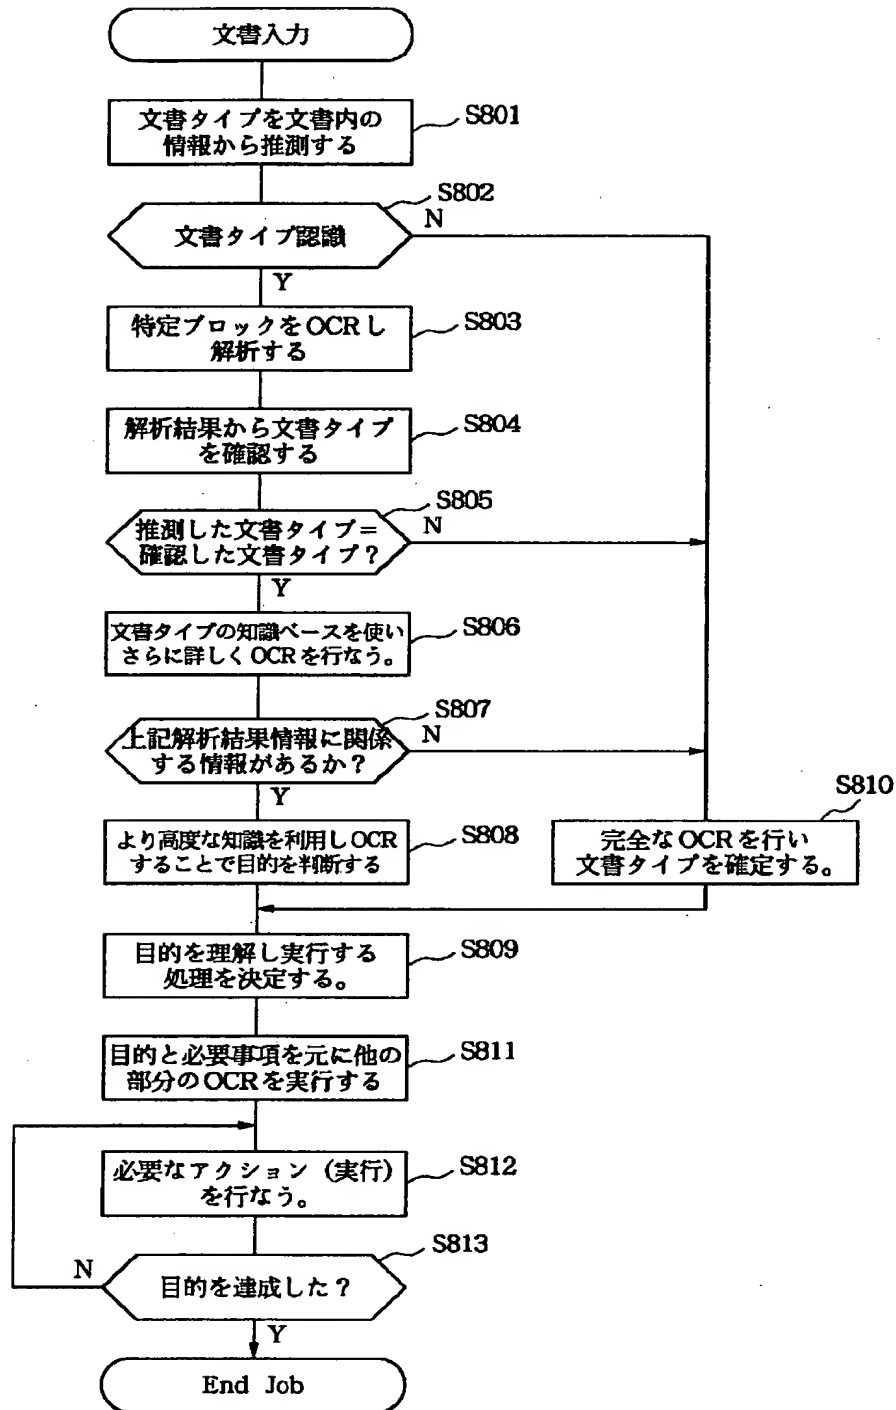 文書入力
文書タイプを文書内の
情報から推測する
S801
S802
文書タイプ認識
N
Y
特定ブロックをOCRし
解析する
S803
解析結果から文書タイプ
を確認する
S804
S805
推測した文書タイプ=
確認した文書タイプ?
N
Y
文書タイプの知識ベースを使い
さらに詳しくOCRを行なう。
S806
S807
上記解析結果情報に関係
する情報があるか?
N
Y
S810
より高度な知識を利用しOCR
することで目的を判断する
S808
完全なOCRを行い
文書タイプを確定する。
目的を理解し実行する
処理を決定する。
S809
目的と必要事項を元に他の
部分のOCRを実行する
S811
必要なアクション(実行)
を行なう。
S812
S813
目的を達成した?
N
Y
End Job